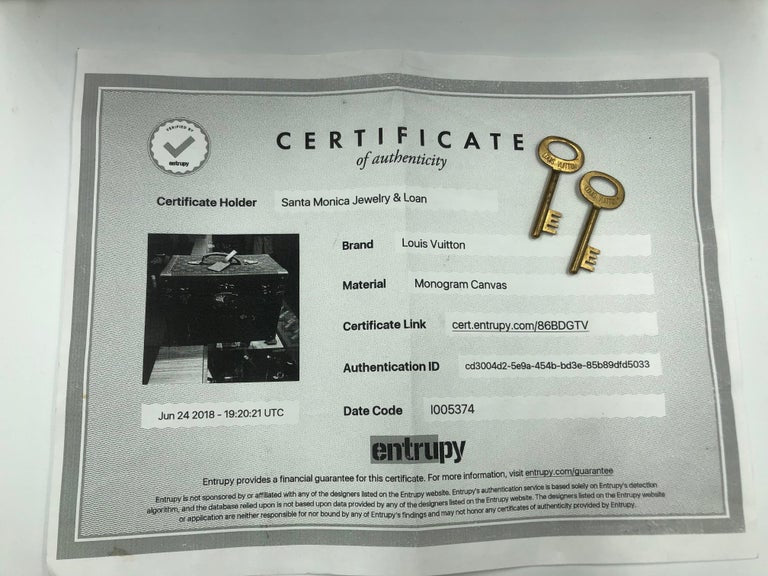 VERIFIED BY
entrupy
CERTIFICATE
of authenticity
Certificate Holder Santa Monica Jewelry & Loan
Brand Louis Vuitton
Material Monogram Canvas
Certificate Link cert.entrupy.com/86BDGTV
Authentication ID cd3004d2-5e9a-454b-bd3e-85b89dfd5033
Jun 24 2018 - 19:20:21 UTC
Date Code I005374
entrupy
Entrupy provides a financial guarantee for this certificate. For more information, visit entrupy.com/guarantee
Entrupy is not sponsored by or affiliated with any of the designers listed on the Entrupy website. Entrupy's authentication service is based solely on Entrupy's detection
algorithm, and the database relied upon is not based upon data provided by any of the designers listed on the Entrupy website. The designers listed on the Entrupy website
or application are neither responsible for nor bound by any of Entrupy's findings and may not honor any certificates of authenticity provided by Entrupy.
LOUIS VUITTON
LOUIS VUITTON